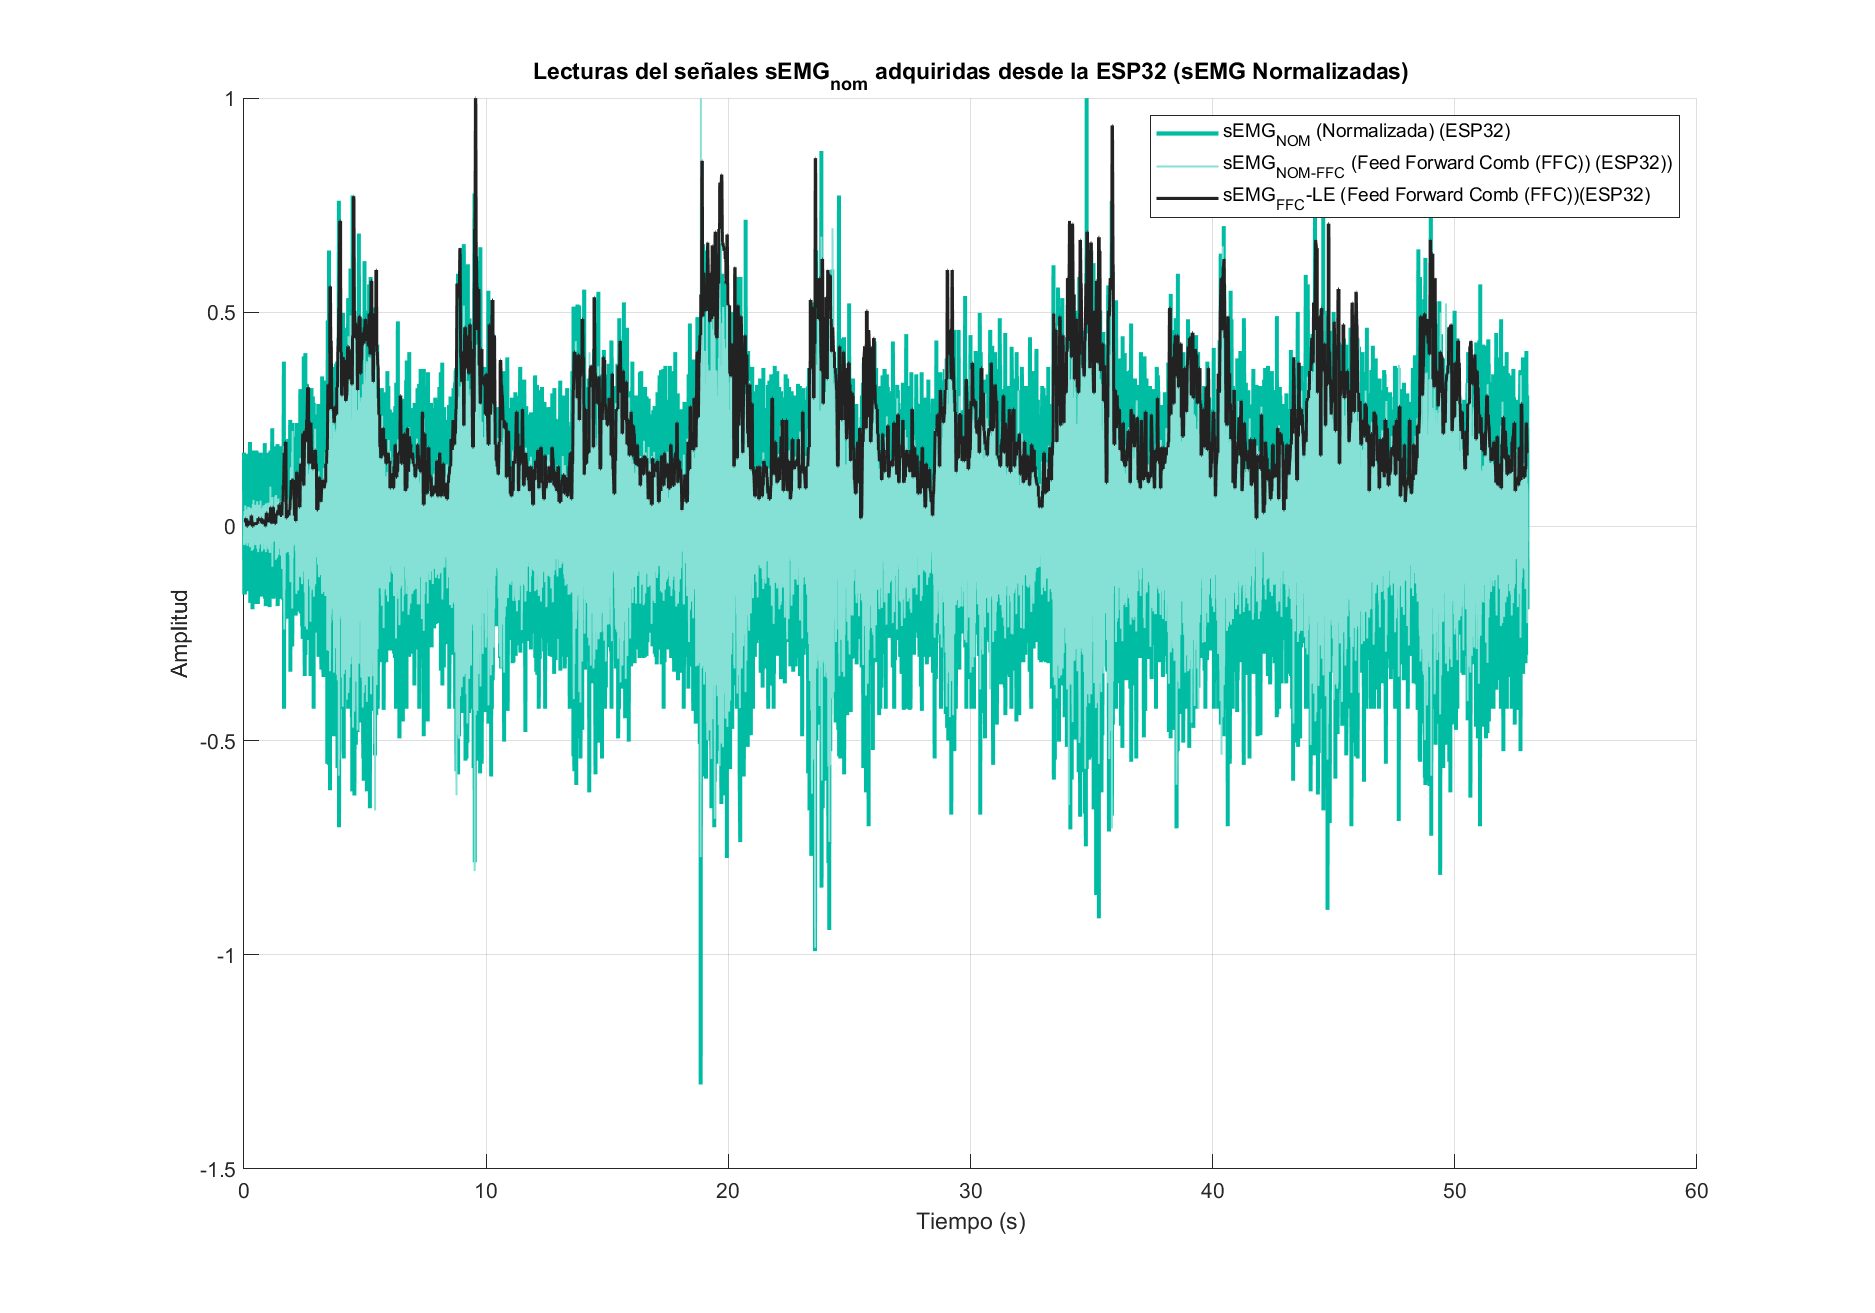 Lecturas del señales sEMGnom adquiridas desde la ESP32 (sEMG Normalizadas)
sEMGNOM (Normalizada) (ESP32)
sEMGNOM-FFC (Feed Forward Comb (FFC)) (ESP32))
sEMGFFC-LE (Feed Forward Comb (FFC))(ESP32)
1
0.5
0
-0.5
-1
-1.5
Amplitud
0 10 20 30 40 50 60
Tiempo (s)